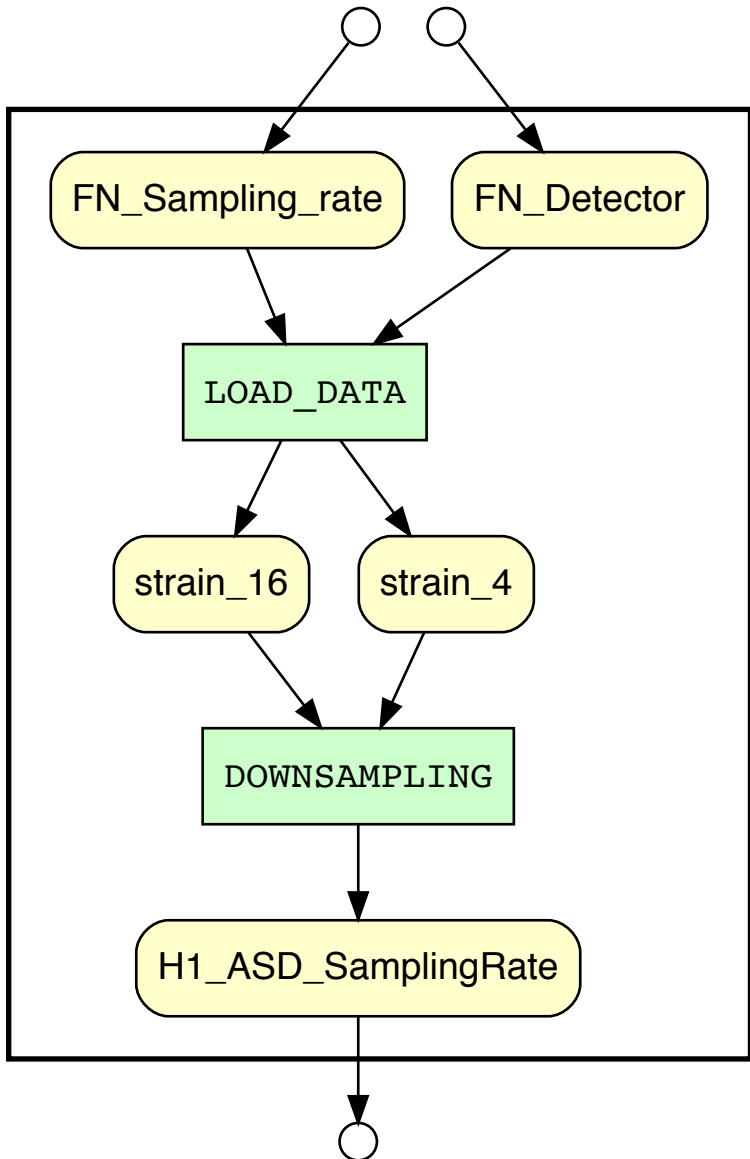 FN_Sampling_rate
FN_Detector
LOAD_DATA
strain_16
strain_4
DOWNSAMPLING
H1_ASD_SamplingRate